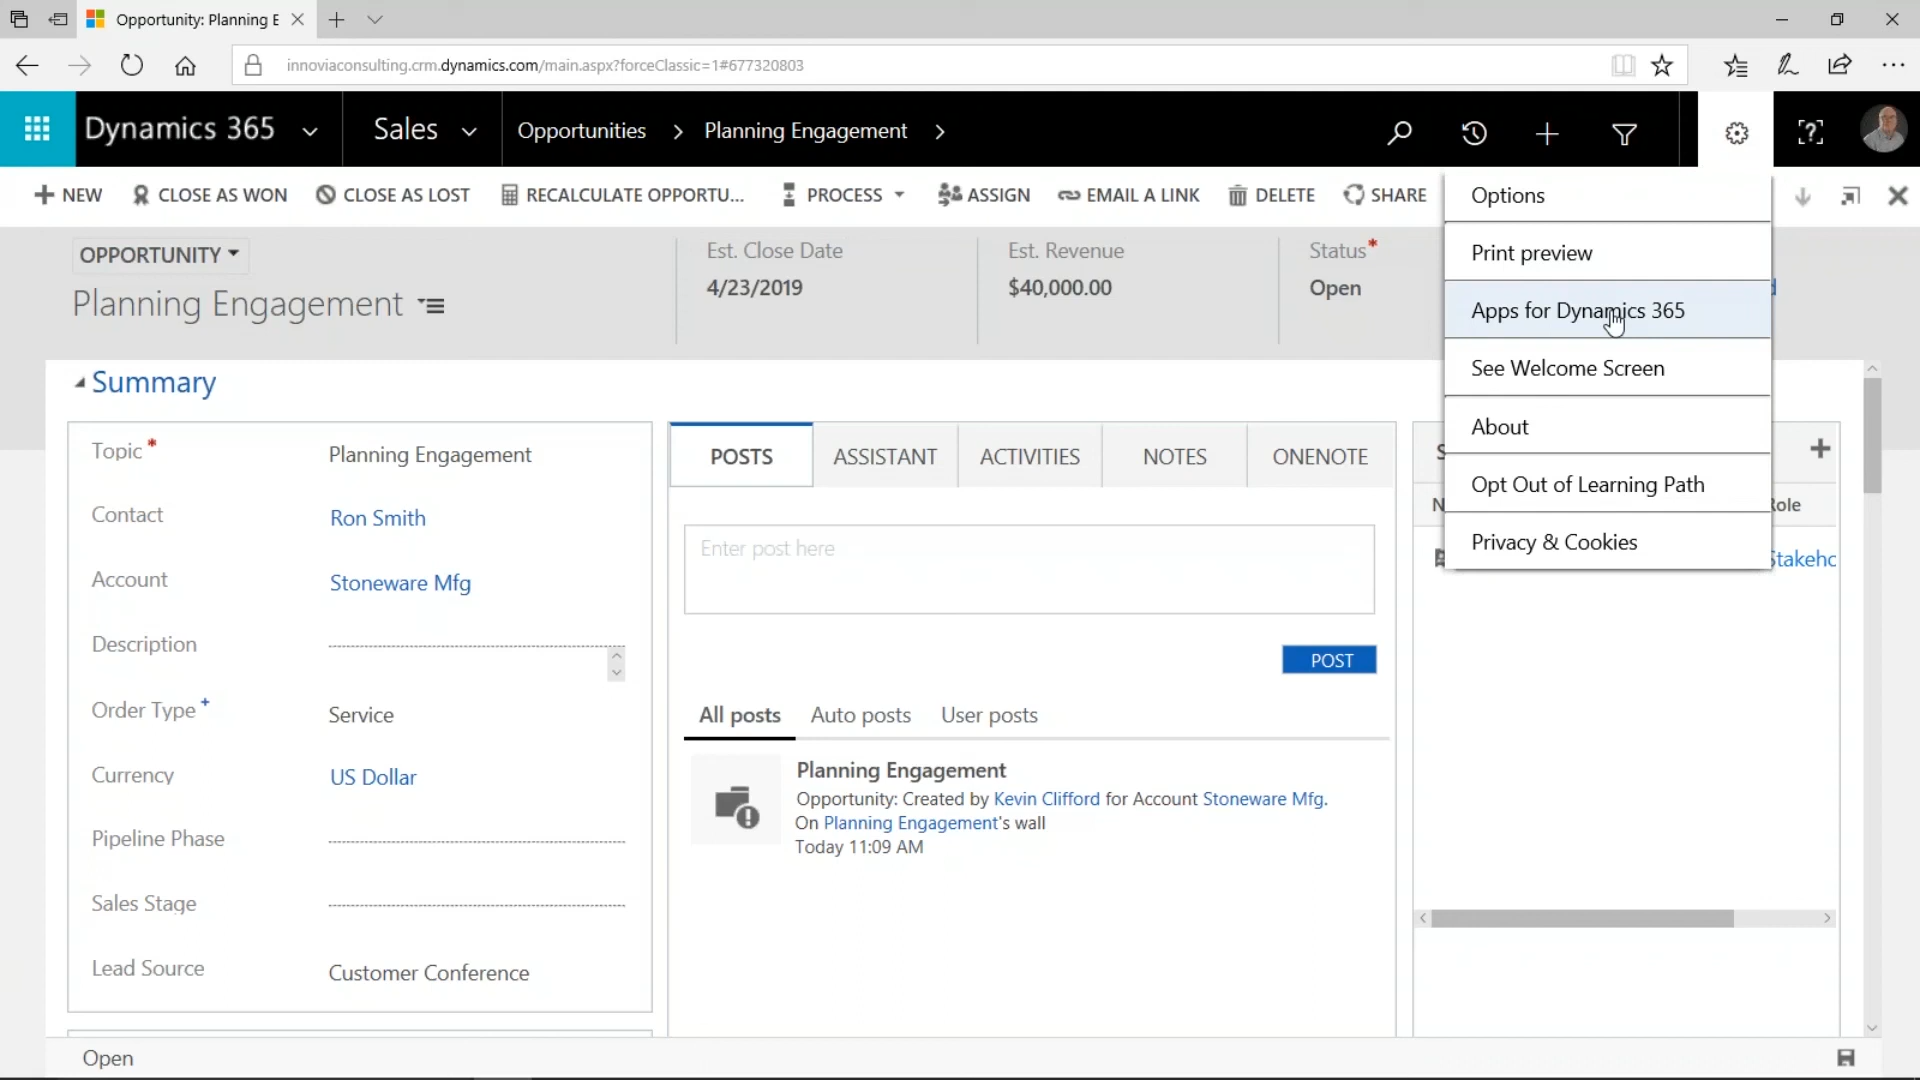 Opportunity: Planning E
innoviaconsulting.crm.dynamics.com/main.aspx?forceClassic=1#677320803
Dynamics 365
Sales
Opportunities > Planning Engagement >
NEW
CLOSE AS WON
CLOSE AS LOST
RECALCULATE OPPORTU...
PROCESS
ASSIGN
EMAIL A LINK
DELETE
SHARE
Options
Print preview
Apps for Dynamics 365
See Welcome Screen
About
Opt Out of Learning Path
Privacy & Cookies
OPPORTUNITY
Planning Engagement
Est. Close Date
4/23/2019
Est. Revenue
$40,000.00
Status*
Open
Summary
Topic* Planning Engagement
Contact Ron Smith
Account Stoneware Mfg
Description
Order Type+ Service
Currency US Dollar
Pipeline Phase
Sales Stage
Lead Source Customer Conference
POSTS
ASSISTANT
ACTIVITIES
NOTES
ONENOTE
Enter post here
POST
All posts
Auto posts
User posts
Planning Engagement
Opportunity: Created by Kevin Clifford for Account Stoneware Mfg.
On Planning Engagement's wall
Today 11:09 AM
Open